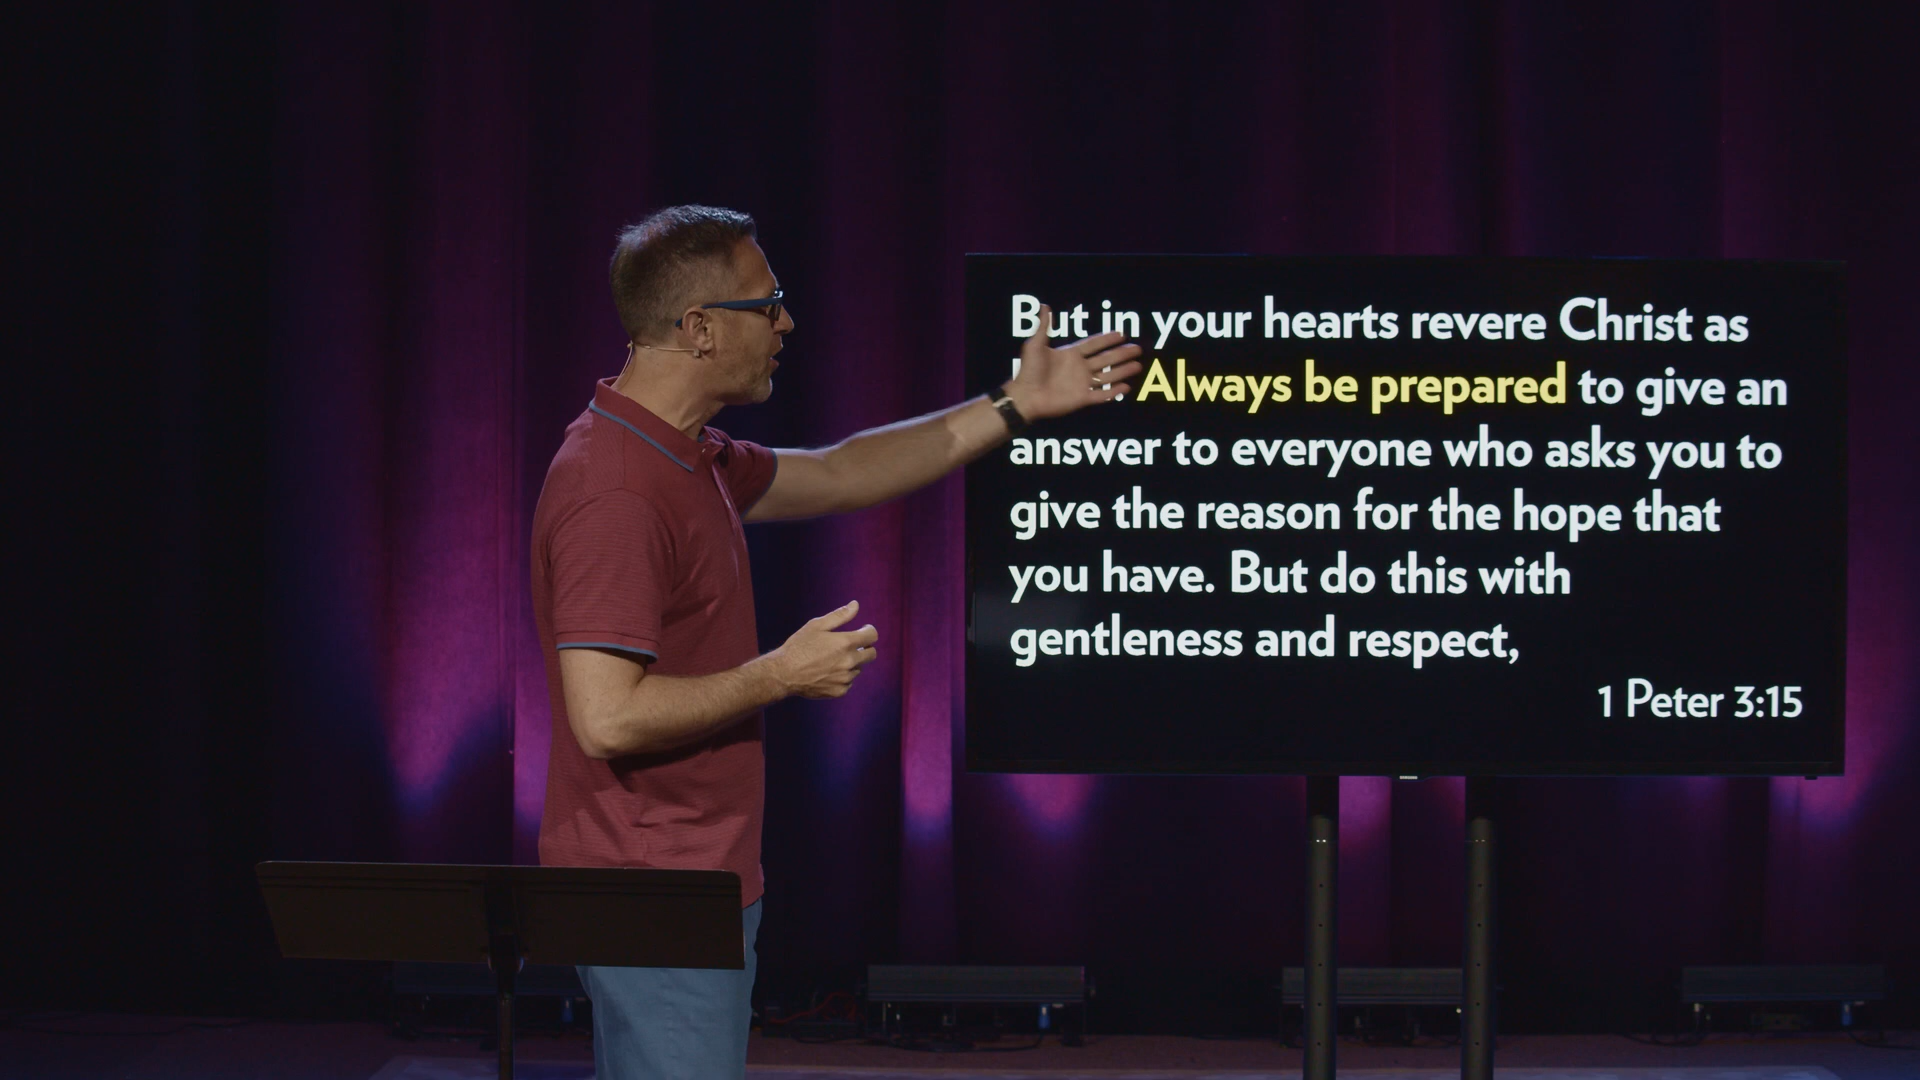 But in your hearts revere Christ as
Always be prepared to give an
answer to everyone who asks you to
give the reason for the hope that
you have. But do this with
gentleness and respect,
1 Peter 3:15